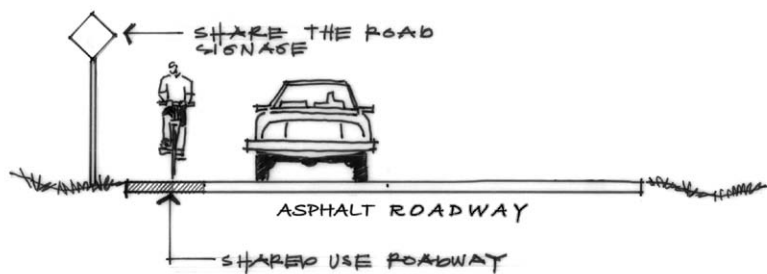 SHARE THE ROAD
SIGNAGE
ASPHALT ROADWAY
SHARED USE ROADWAY